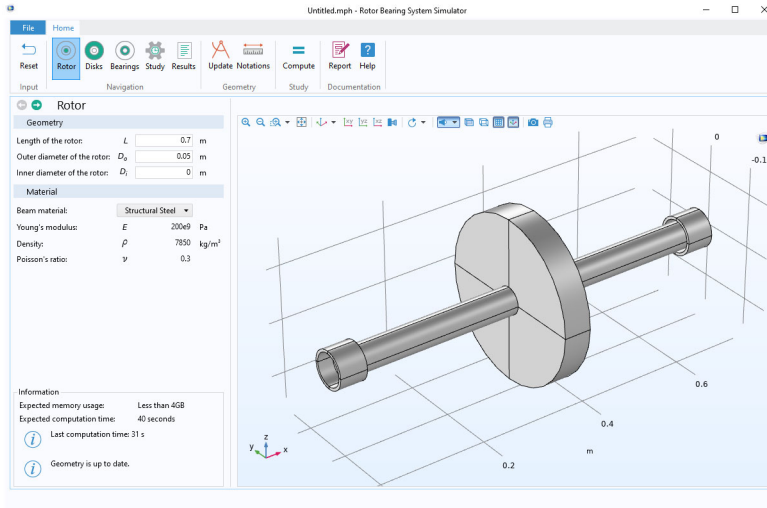 Untitled.mph - Rotor Bearing System Simulator
File Home
Reset Rotor Disks Bearings Study Results Update Notations Compute Report Help
Input Navigation Geometry Study Documentation
Rotor
Geometry
Length of the rotor: L 0.7 m
Outer diameter of the rotor: Do 0.05 m
Inner diameter of the rotor: Di 0 m
Material
Beam material: Structural Steel
Young's modulus: E 200e9 Pa
Density: ρ 7850 kg/m³
Poisson's ratio: ν 0.3
Information
Expected memory usage: Less than 4GB
Expected computation time: 40 seconds
Last computation time: 31 s
Geometry is up to date.
xy yz xz
0
-0.1
0.6
0.4
m
0.2
z
y x